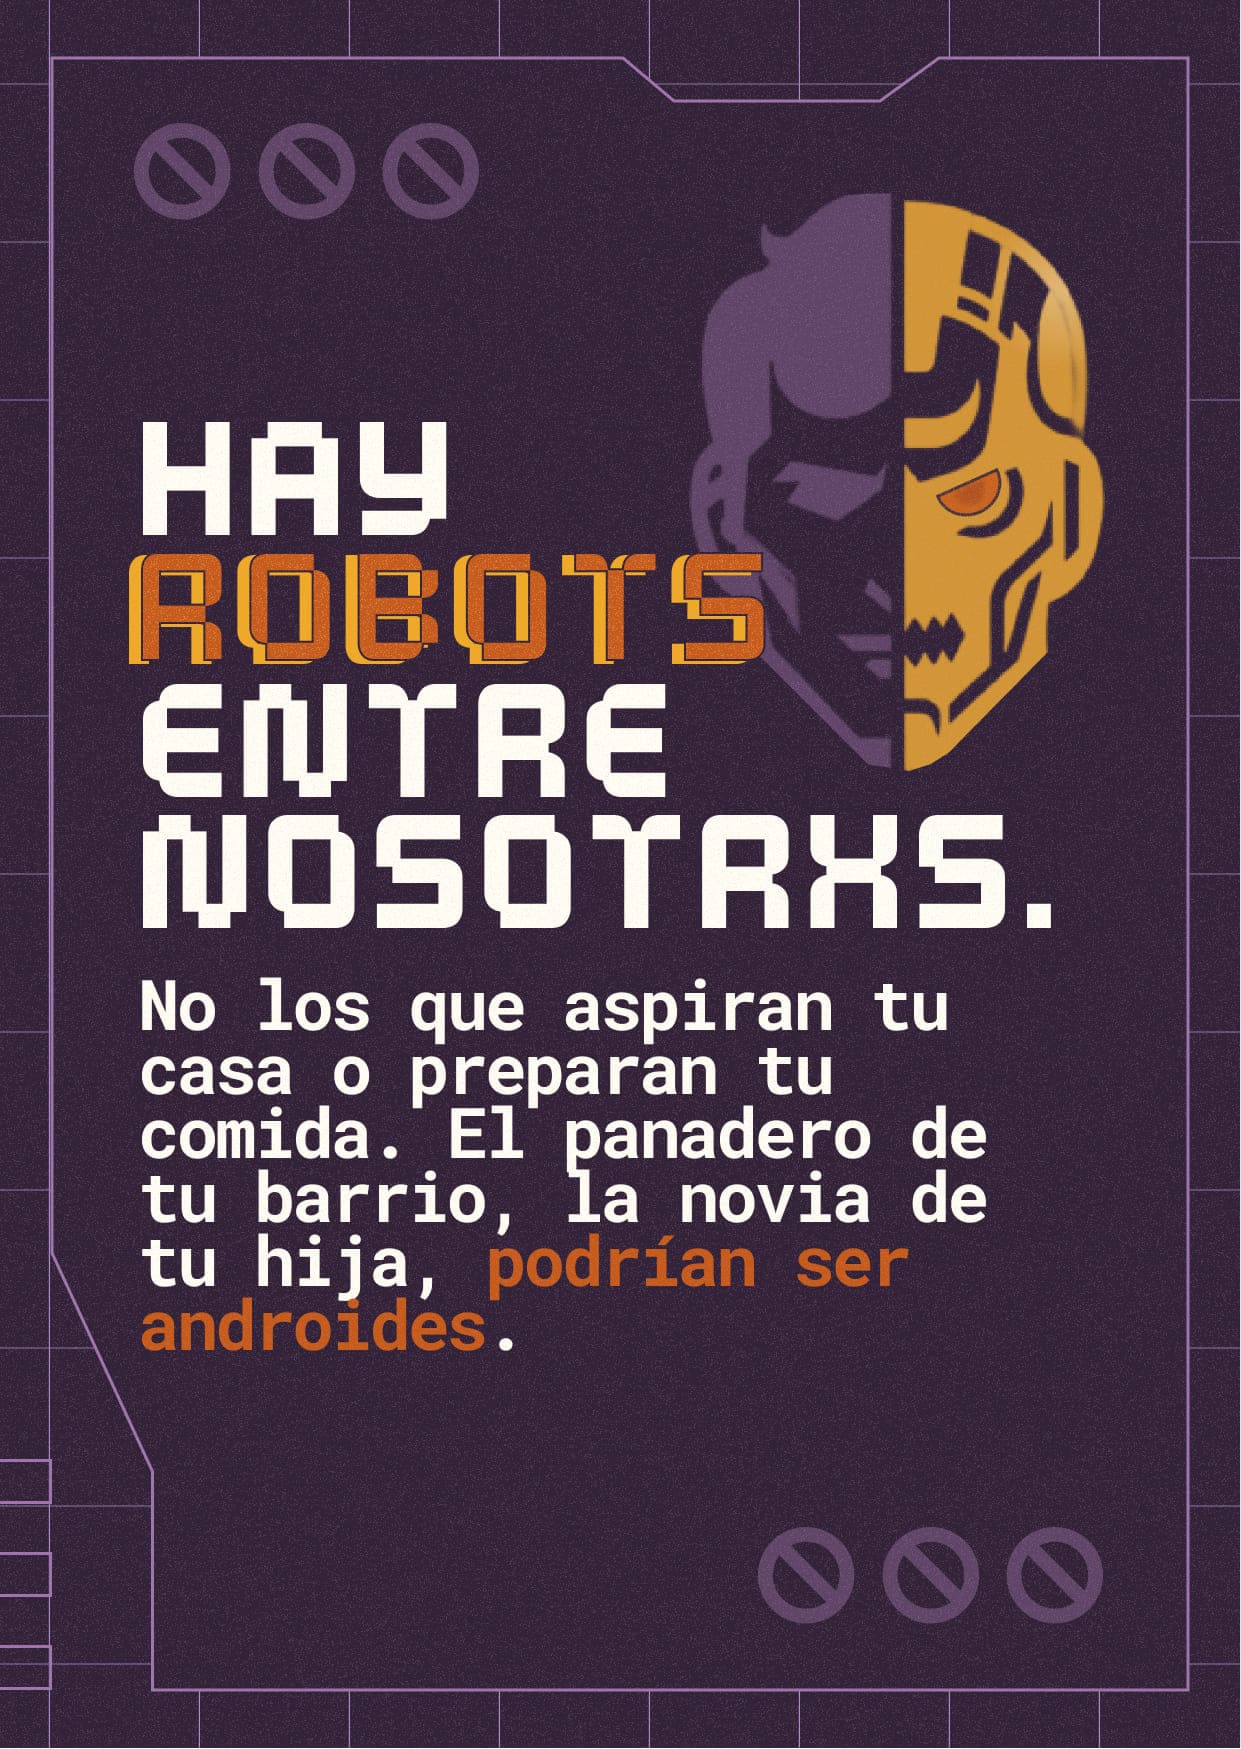 HAY
ROBOTS
ENTRE
NOSOTRXS.
No los que aspiran tu
casa o preparan tu
comida. El panadero de
tu barrio, la novia de
tu hija, podrían ser
androides.